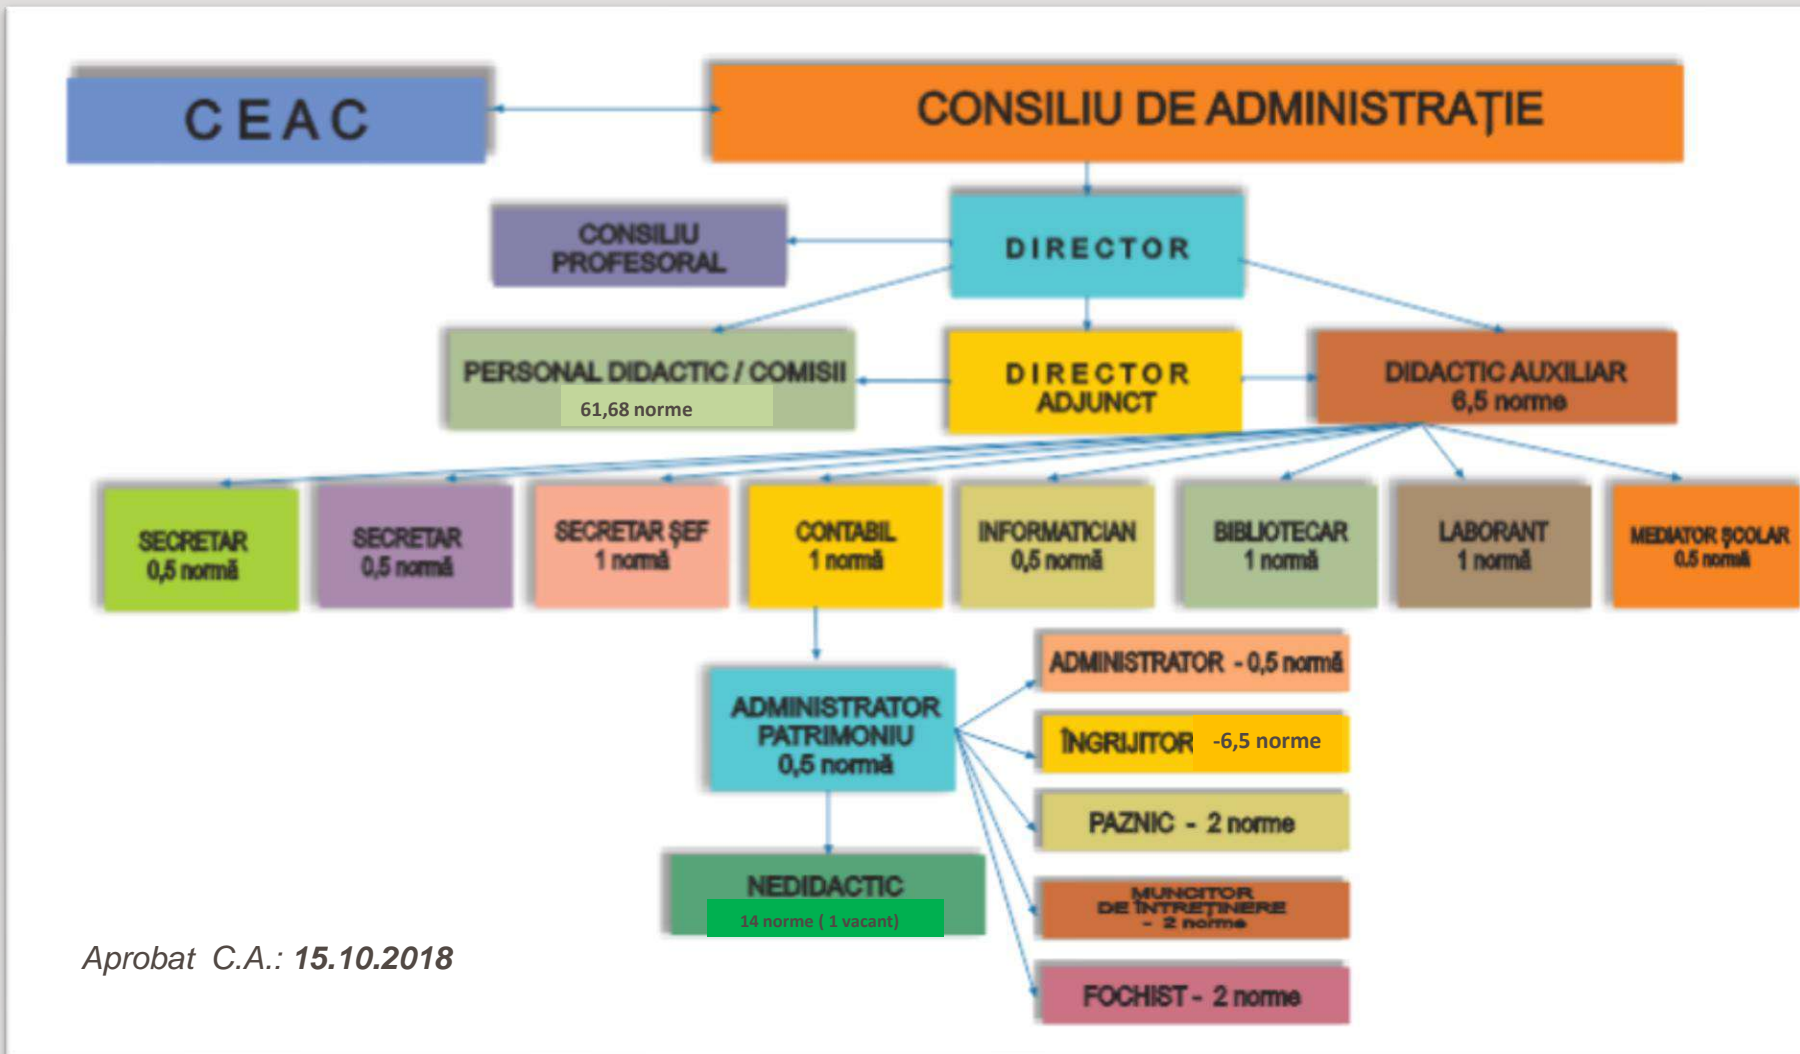 C E A C
CONSILIU DE ADMINISTRAȚIE
CONSILIU
PROFESORAL
D I R E C T O R
PERSONAL DIDACTIC / COMISII
61,68 norme
D I R E C T O R
ADJUNCT
DIDACTIC AUXILIAR
6,5 norme
SECRETAR
0,5 normă
SECRETAR
0,5 normă
SECRETAR ȘEF
1 normă
CONTABIL
1 normă
INFORMATICIAN
0,5 normă
BIBLIOTECAR
1 normă
LABORANT
1 normă
MEDIATOR ȘCOLAR
0.5 normă
ADMINISTRATOR
PATRIMONIU
0,5 normă
ADMINISTRATOR - 0,5 normă
ÎNGRIJITOR -6,5 norme
PAZNIC - 2 norme
MUNCITOR
DE ÎNTREȚINERE
- 2 norme
FOCHIST - 2 norme
NEDIDACTIC
14 norme ( 1 vacant)
Aprobat C.A.: 15.10.2018